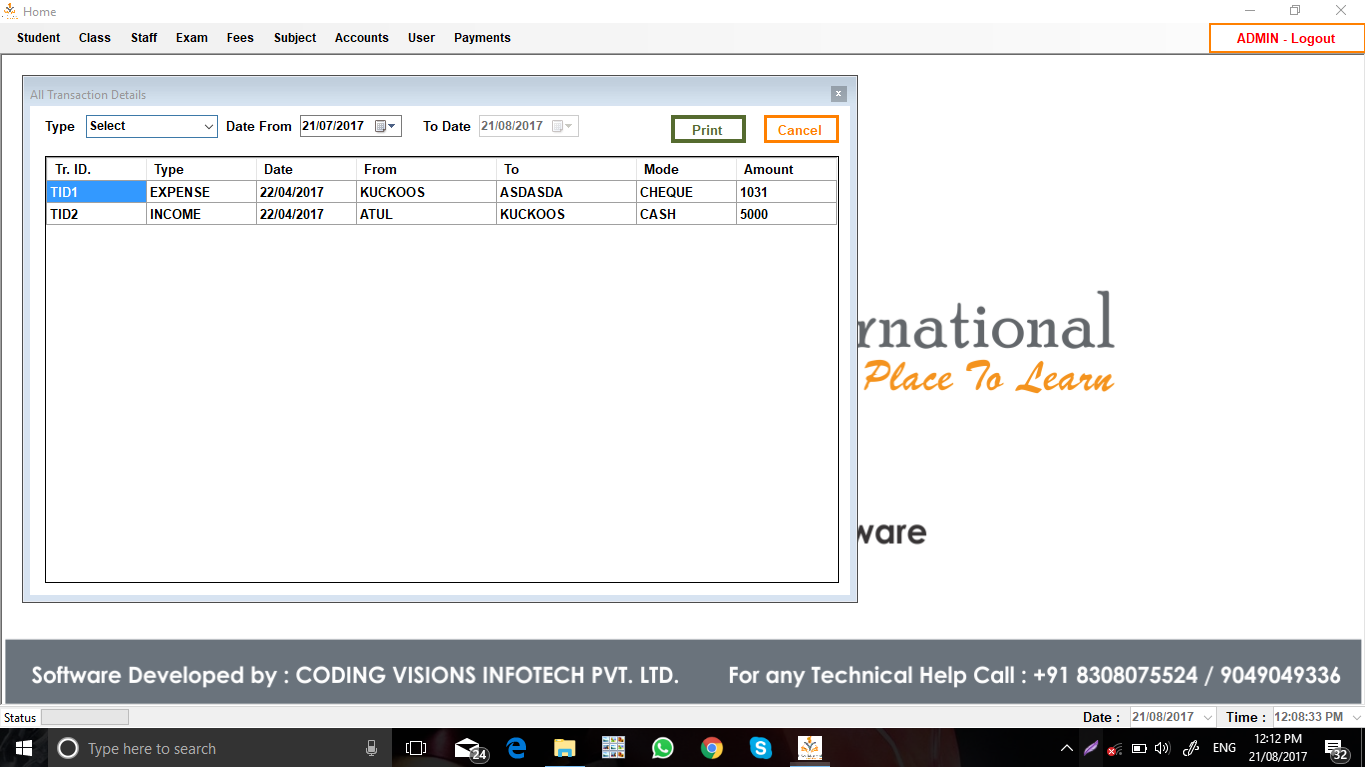 Home
Student Class Staff Exam Fees Subject Accounts User Payments ADMIN - Logout
All Transaction Details x
Type Select Date From 21/07/2017 To Date 21/08/2017 Print Cancel
Tr. ID. Type Date From To Mode Amount
TID1 EXPENSE 22/04/2017 KUCKOOS ASDASDA CHEQUE 1031
TID2 INCOME 22/04/2017 ATUL KUCKOOS CASH 5000
rnational
Place To Learn
ware
Software Developed by : CODING VISIONS INFOTECH PVT. LTD. For any Technical Help Call : +91 8308075524 / 9049049336
Status Date : 21/08/2017 Time : 12:08:33 PM
Type here to search 24 ENG 12:12 PM 32
21/08/2017